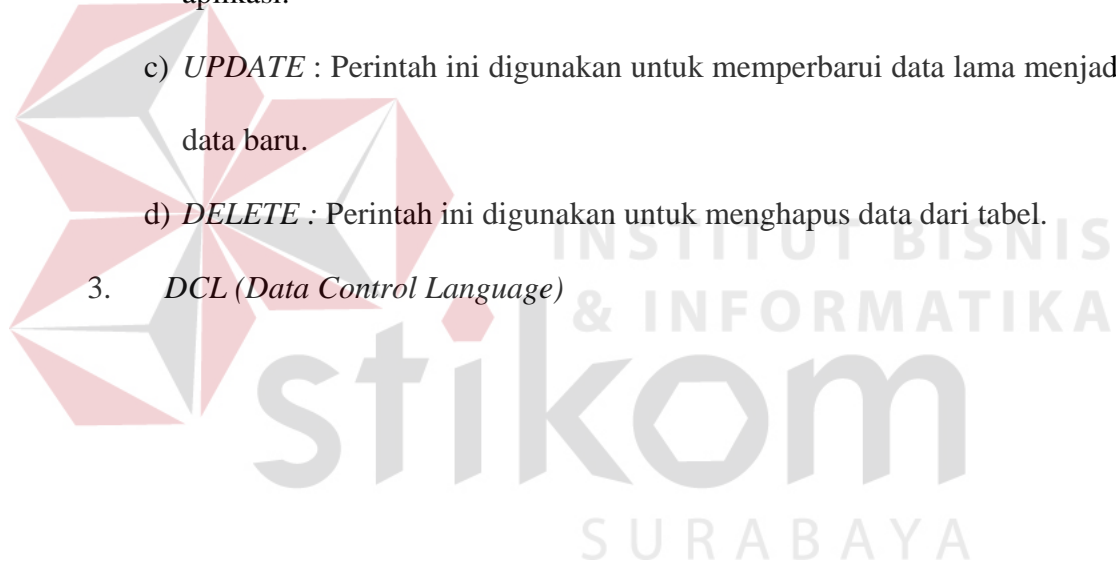 aplikasi.
c) UPDATE : Perintah ini digunakan untuk memperbarui data lama menjad
data baru.
d) DELETE : Perintah ini digunakan untuk menghapus data dari tabel.
3. DCL (Data Control Language)
INSTITUT BISNIS
& INFORMATIKA
stikom
SURABAYA